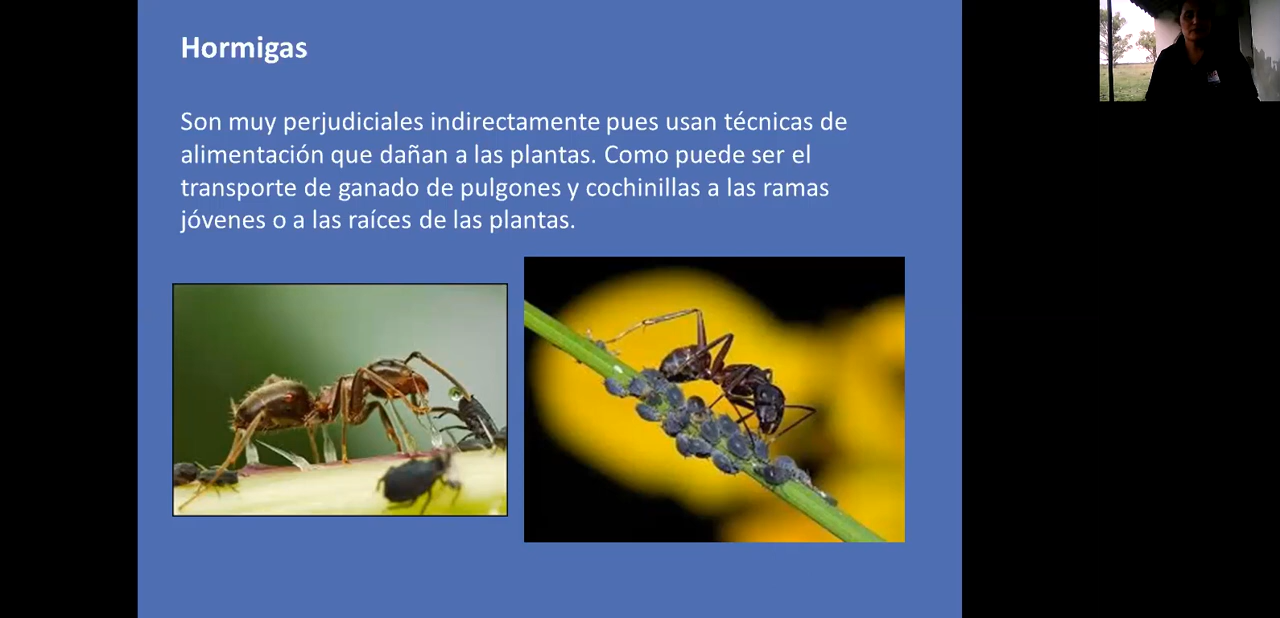 Hormigas
Son muy perjudiciales indirectamente pues usan técnicas de
alimentación que dañan a las plantas. Como puede ser el
transporte de ganado de pulgones y cochinillas a las ramas
jóvenes o a las raíces de las plantas.